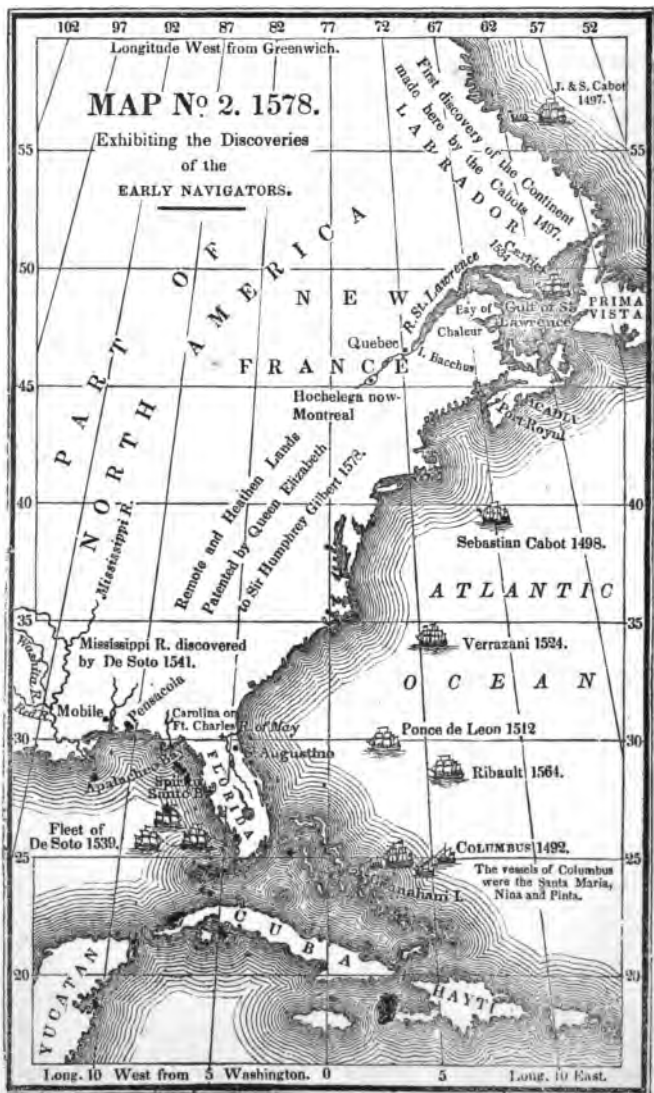 102 97 92 87 82 77 72 67 62 57 52
Longitude West from Greenwich.
MAP No. 2. 1578.
Exhibiting the Discoveries
of the
EARLY NAVIGATORS.
J. & S. Cabot
1497.
First discovery of the Continent
made here by the Cabots 1497.
LABRADOR
55
50
45
40
35
30
25
20
55
40
35
30
25
20
PART OF
NORTH AMERICA
NEW
FRANCE
Cartier
R. St. Lawrence
Gulf of St.
Lawrence
PRIMA
VISTA
Bay of
Chaleur
Quebec
I. Bacchus
Hochelega now
Montreal
ACADIA
Port Royal
Remote and Heathen Lands
Patented by Queen Elizabeth
to Sir Humphrey Gilbert 1578.
Sebastian Cabot 1498.
ATLANTIC
OCEAN
Verrazani 1524.
Mississippi R.
Mississippi R. discovered
by De Soto 1541.
Washita R.
Red R.
Mobile
Pensacola
Carolina or
Ft. Charles
R. of May
St. Augustine
Apalachee B.
Spirito
Santo B.
FLORIDA
Ponce de Leon 1512
Ribault 1564.
Fleet of
De Soto 1539.
COLUMBUS 1492.
The vessels of Columbus
were the Santa Maria,
Nina and Pinta.
CUBA
HAYTI
YUCATAN
Long. 10 West from 5 Washington. 0 5 Long. 10 East.